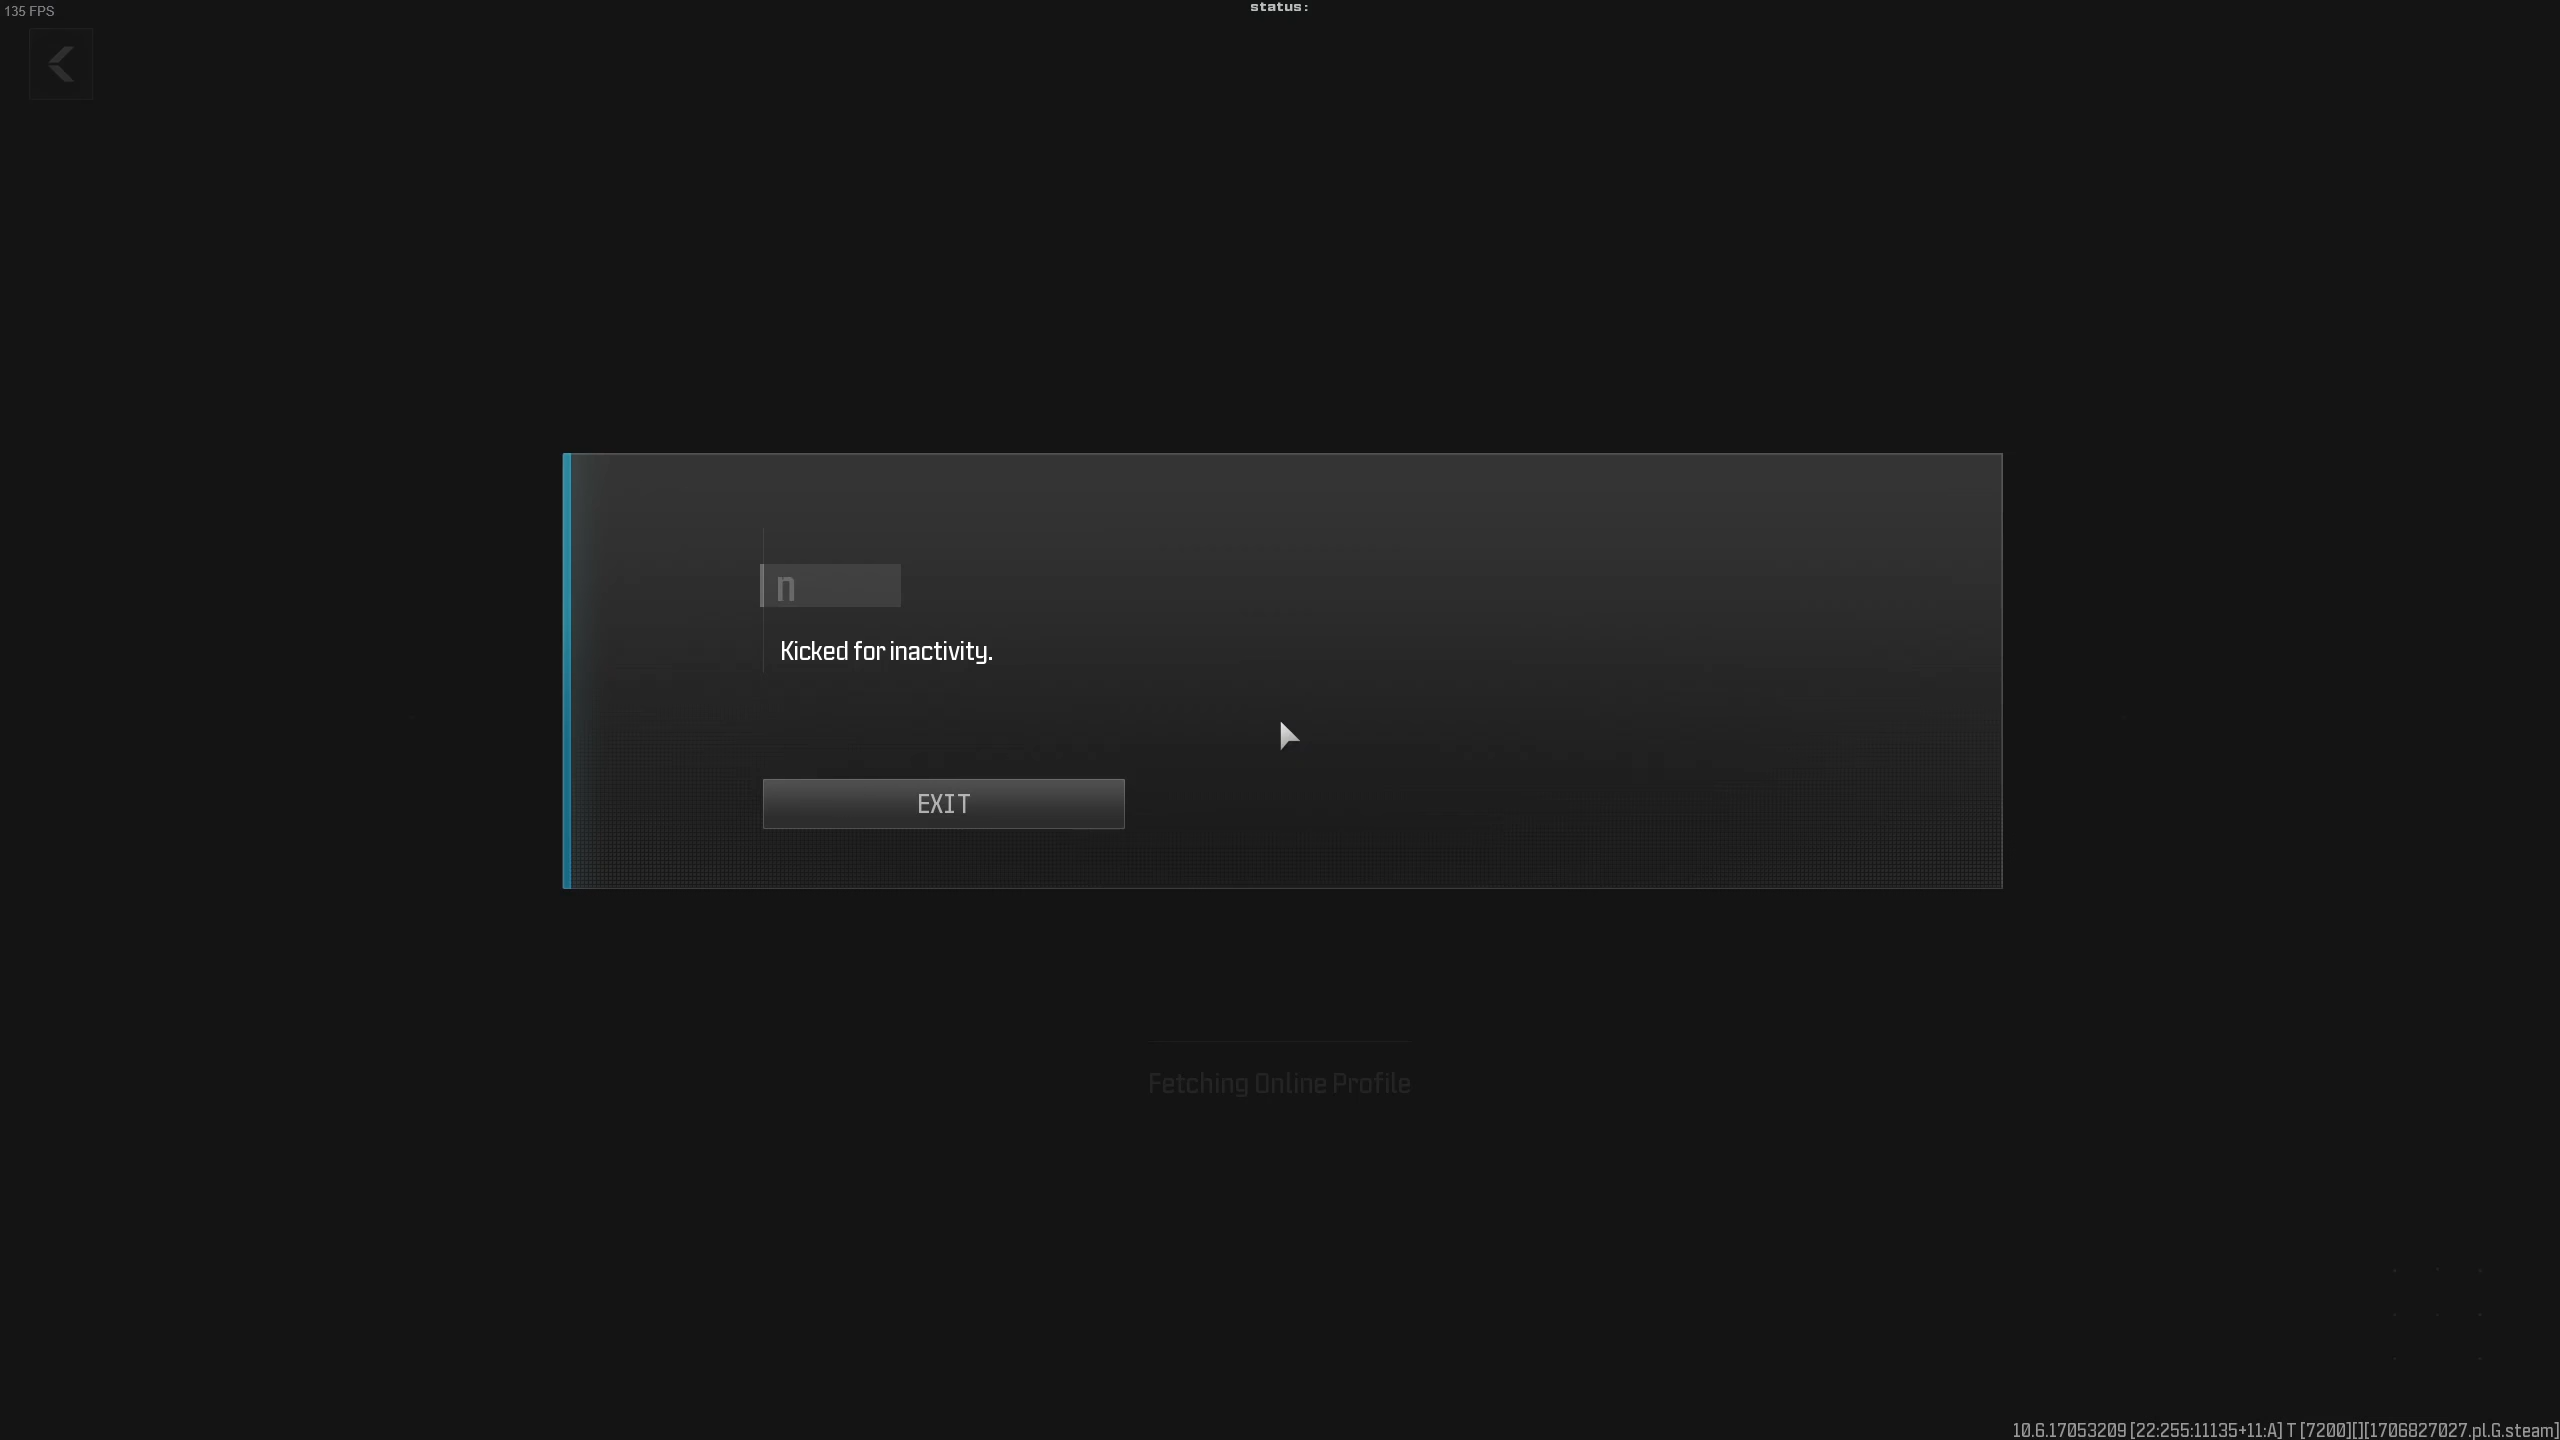 135 FPS
status:
n
Kicked for inactivity.
EXIT
Fetching Online Profile
10.6.17053209 [22:255:11135+11:A] T [7200][][1706827027.pl.G.steam]